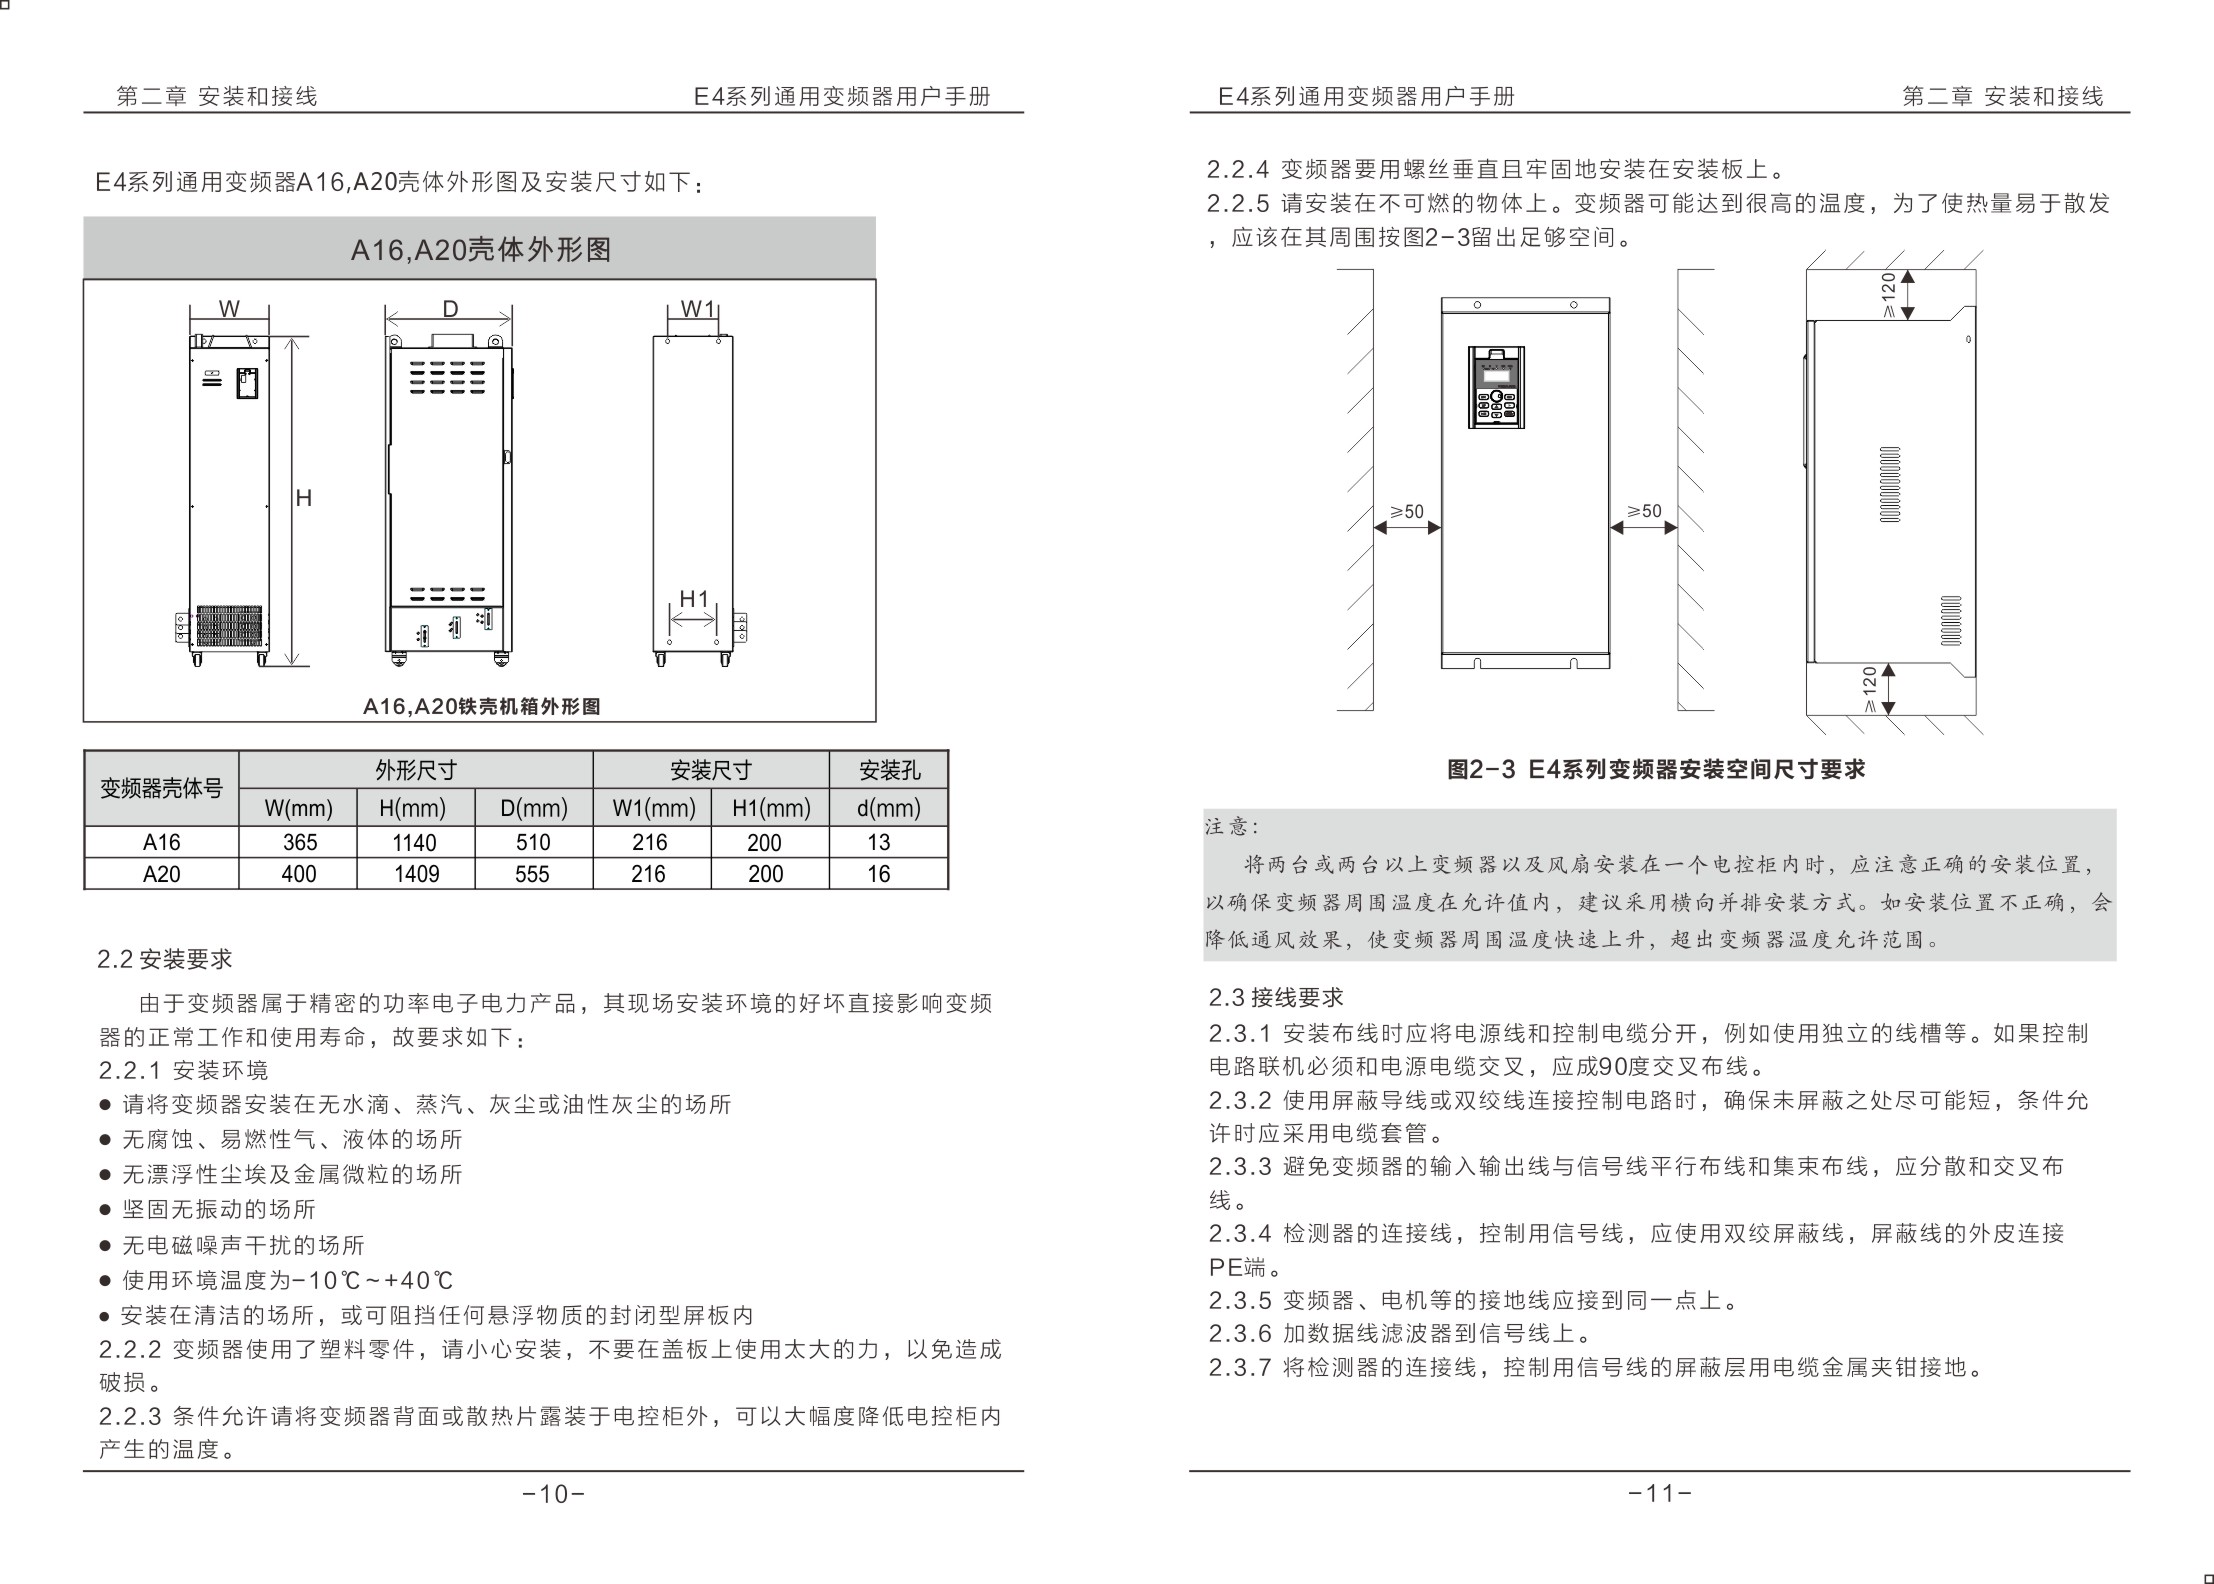 第二章 安装和接线
E4系列通用变频器用户手册
E4系列通用变频器A16,A20壳体外形图及安装尺寸如下：
A16,A20壳体外形图
W
D
W1
H
H1
A16,A20铁壳机箱外形图
变频器壳体号 外形尺寸 安装尺寸 安装孔
W(mm) H(mm) D(mm) W1(mm) H1(mm) d(mm)
A16 365 1140 510 216 200 13
A20 400 1409 555 216 200 16
2.2 安装要求
由于变频器属于精密的功率电子电力产品，其现场安装环境的好坏直接影响变频
器的正常工作和使用寿命，故要求如下：
2.2.1 安装环境
● 请将变频器安装在无水滴、蒸汽、灰尘或油性灰尘的场所
● 无腐蚀、易燃性气、液体的场所
● 无漂浮性尘埃及金属微粒的场所
● 坚固无振动的场所
● 无电磁噪声干扰的场所
● 使用环境温度为−10℃~+40℃
● 安装在清洁的场所，或可阻挡任何悬浮物质的封闭型屏板内
2.2.2 变频器使用了塑料零件，请小心安装，不要在盖板上使用太大的力，以免造成
破损。
2.2.3 条件允许请将变频器背面或散热片露装于电控柜外，可以大幅度降低电控柜内
产生的温度。
−10−
E4系列通用变频器用户手册
第二章 安装和接线
2.2.4 变频器要用螺丝垂直且牢固地安装在安装板上。
2.2.5 请安装在不可燃的物体上。变频器可能达到很高的温度，为了使热量易于散发
，应该在其周围按图2−3留出足够空间。
≥120
≥50
≥50
≥120
图2−3 E4系列变频器安装空间尺寸要求
注意：
将两台或两台以上变频器以及风扇安装在一个电控柜内时，应注意正确的安装位置，
以确保变频器周围温度在允许值内，建议采用横向并排安装方式。如安装位置不正确，会
降低通风效果，使变频器周围温度快速上升，超出变频器温度允许范围。
2.3 接线要求
2.3.1 安装布线时应将电源线和控制电缆分开，例如使用独立的线槽等。如果控制
电路联机必须和电源电缆交叉，应成90度交叉布线。
2.3.2 使用屏蔽导线或双绞线连接控制电路时，确保未屏蔽之处尽可能短，条件允
许时应采用电缆套管。
2.3.3 避免变频器的输入输出线与信号线平行布线和集束布线，应分散和交叉布
线。
2.3.4 检测器的连接线，控制用信号线，应使用双绞屏蔽线，屏蔽线的外皮连接
PE端。
2.3.5 变频器、电机等的接地线应接到同一点上。
2.3.6 加数据线滤波器到信号线上。
2.3.7 将检测器的连接线，控制用信号线的屏蔽层用电缆金属夹钳接地。
−11−